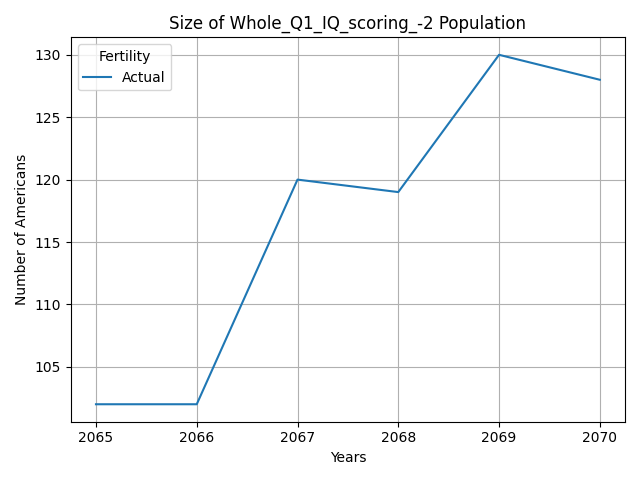 Size of Whole_Q1_IQ_scoring_-2 Population
Fertility
Actual
Number of Americans
130
125
120
115
110
105
2065 2066 2067 2068 2069 2070
Years